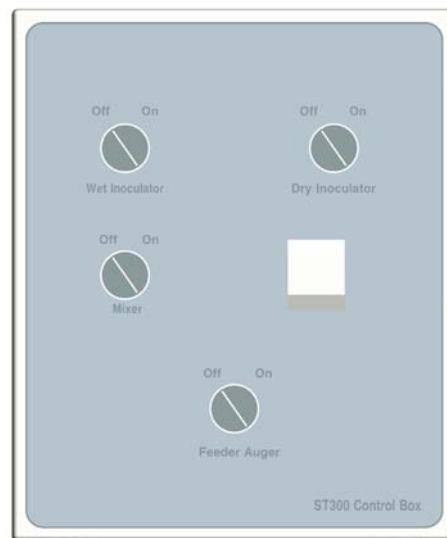 Off On
Wet Inoculator
Off On
Dry Inoculator
Off On
Mixer
Off On
Feeder Auger
ST300 Control Box